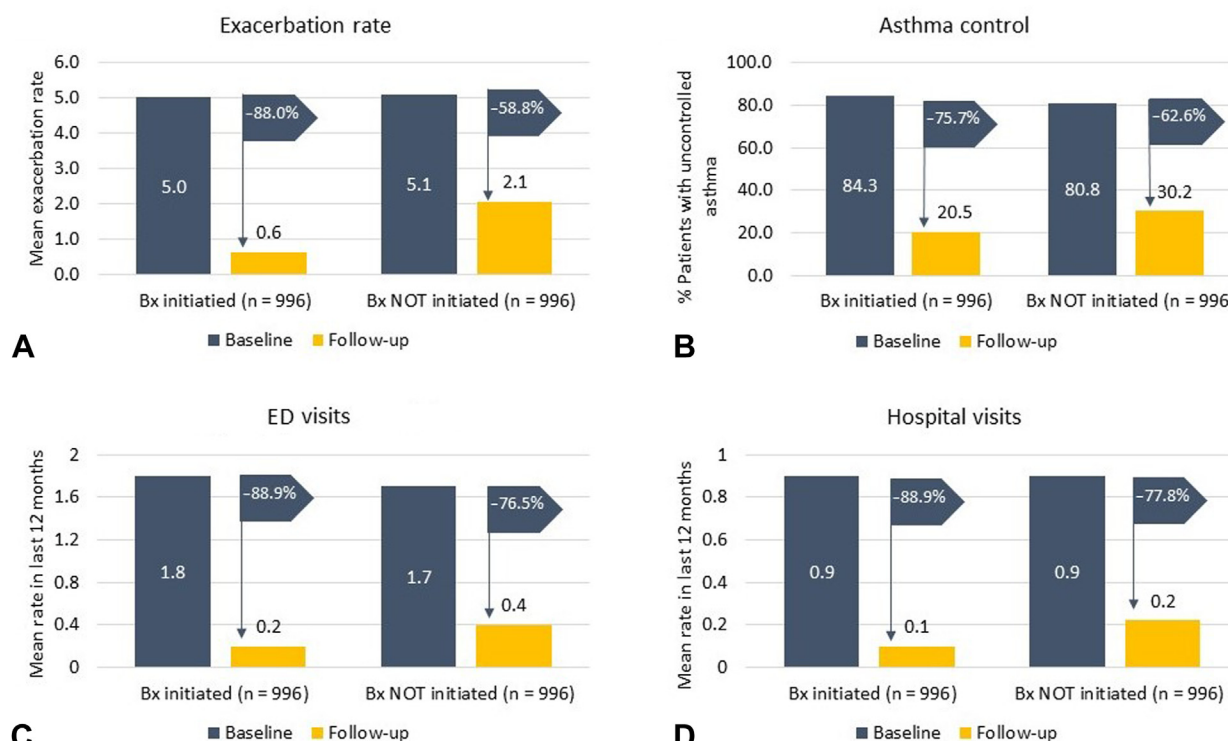 Exacerbation rate
Mean exacerbation rate
6.0
5.0
4.0
3.0
2.0
1.0
0.0
5.0
–88.0%
0.6
5.1
–58.8%
2.1
Bx initiatied (n = 996)
Bx NOT initiated (n = 996)
Baseline
Follow-up
A
Asthma control
% Patients with uncontrolled
asthma
100.0
80.0
60.0
40.0
20.0
0.0
84.3
–75.7%
20.5
80.8
–62.6%
30.2
Bx initiated (n = 996)
Bx NOT initiated (n = 996
Baseline
Follow-up
B
ED visits
Mean rate in last 12 months
2
1.6
1.2
0.8
0.4
0
1.8
–88.9%
0.2
1.7
–76.5%
0.4
Bx initiated (n = 996)
Bx NOT initiated (n = 996)
Baseline
Follow-up
C
Hospital visits
Mean rate in last 12 months
1
0.8
0.6
0.4
0.2
0
0.9
–88.9%
0.1
0.9
–77.8%
0.2
Bx initiated (n = 996)
Bx NOT initiated (n = 996)
Baseline
Follow-up
D